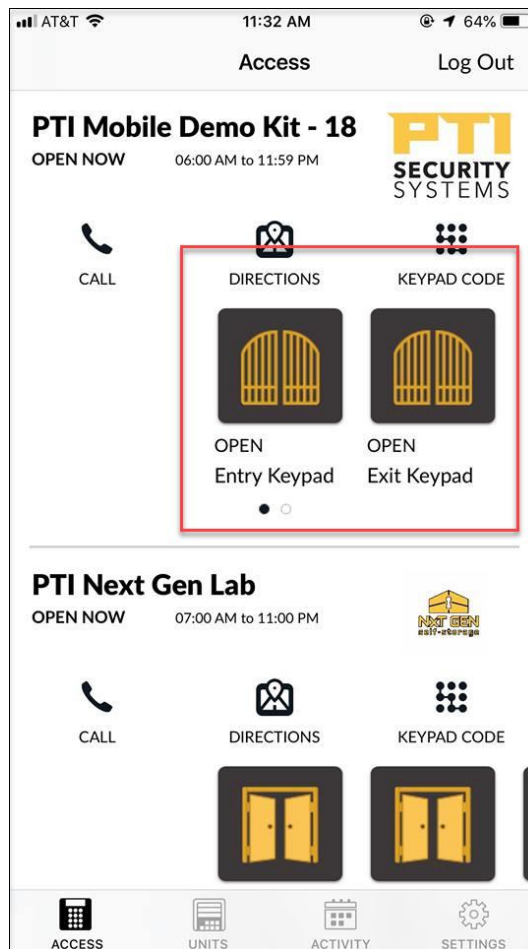 AT&T 11:32 AM 64%
Access Log Out
PTI Mobile Demo Kit - 18
OPEN NOW 06:00 AM to 11:59 PM
PTI
SECURITY
SYSTEMS
CALL DIRECTIONS KEYPAD CODE
OPEN OPEN
Entry Keypad Exit Keypad
PTI Next Gen Lab
OPEN NOW 07:00 AM to 11:00 PM
NXT GEN
self-storage
CALL DIRECTIONS KEYPAD CODE
ACCESS UNITS ACTIVITY SETTINGS